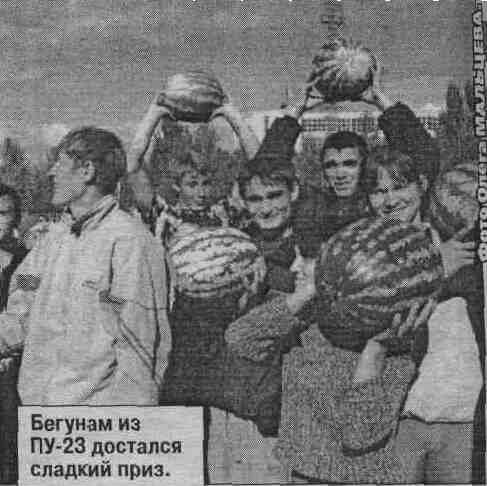 Фото Олега МАЛЬЦЕВА.
Бегунам из
ПУ-23 достался
сладкий приз.